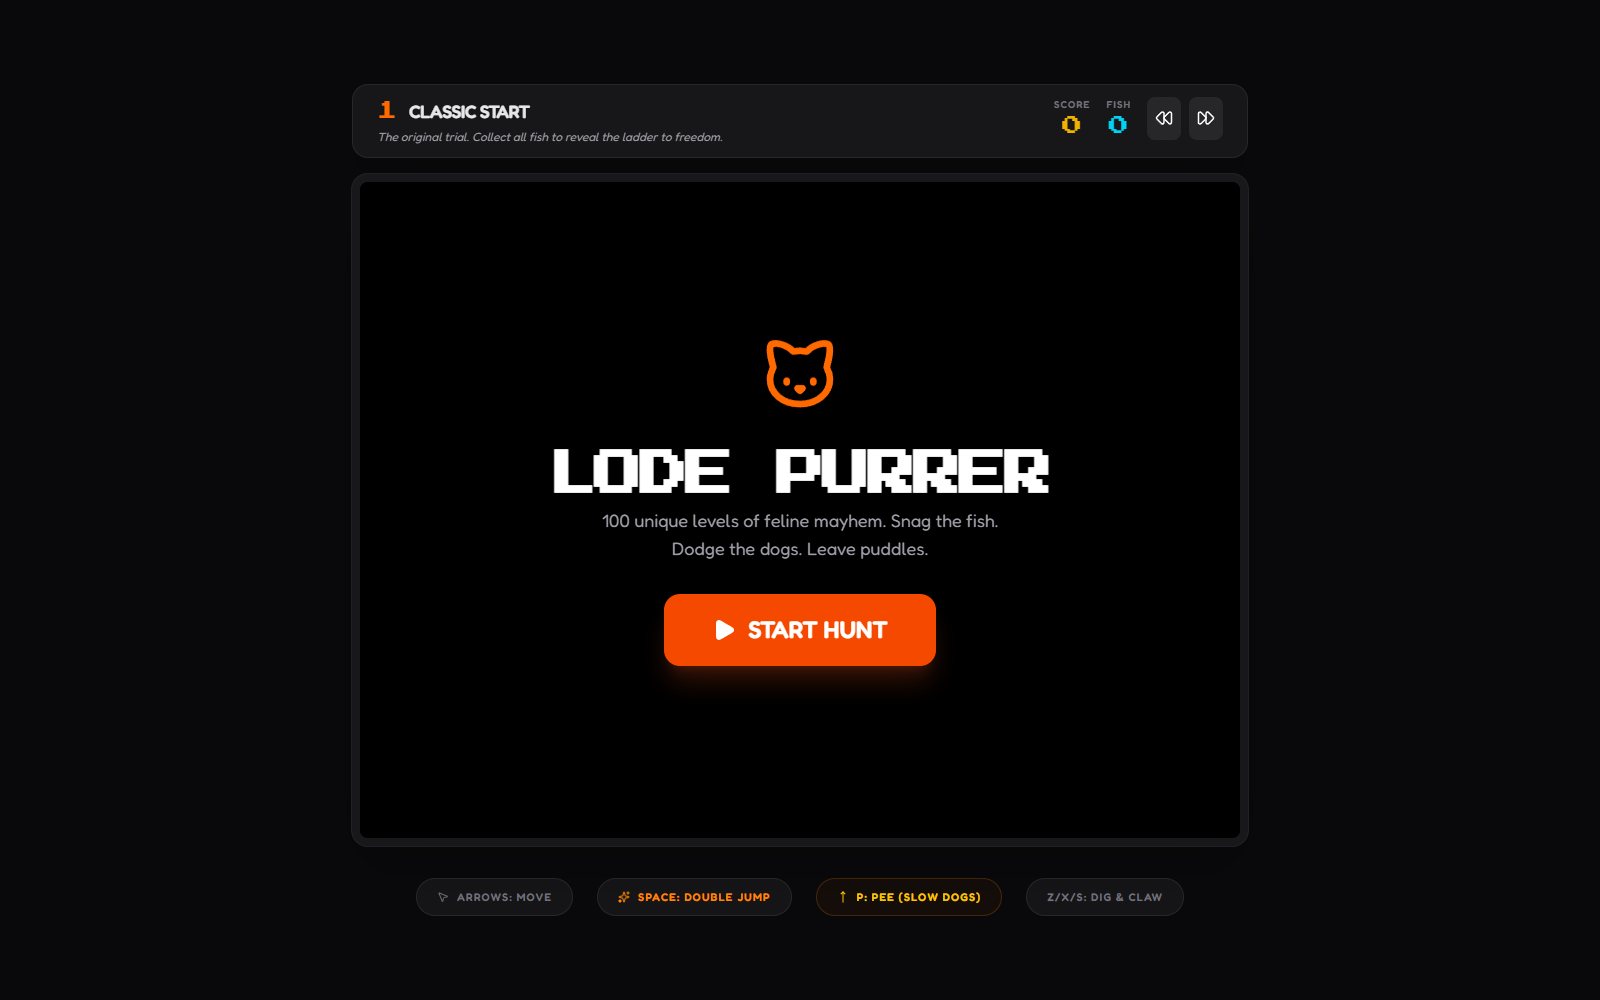 1 CLASSIC START
The original trial. Collect all fish to reveal the ladder to freedom.
SCORE
0
FISH
0
LODE PURRER
100 unique levels of feline mayhem. Snag the fish.
Dodge the dogs. Leave puddles.
START HUNT
ARROWS: MOVE
SPACE: DOUBLE JUMP
P: PEE (SLOW DOGS)
Z/X/S: DIG & CLAW